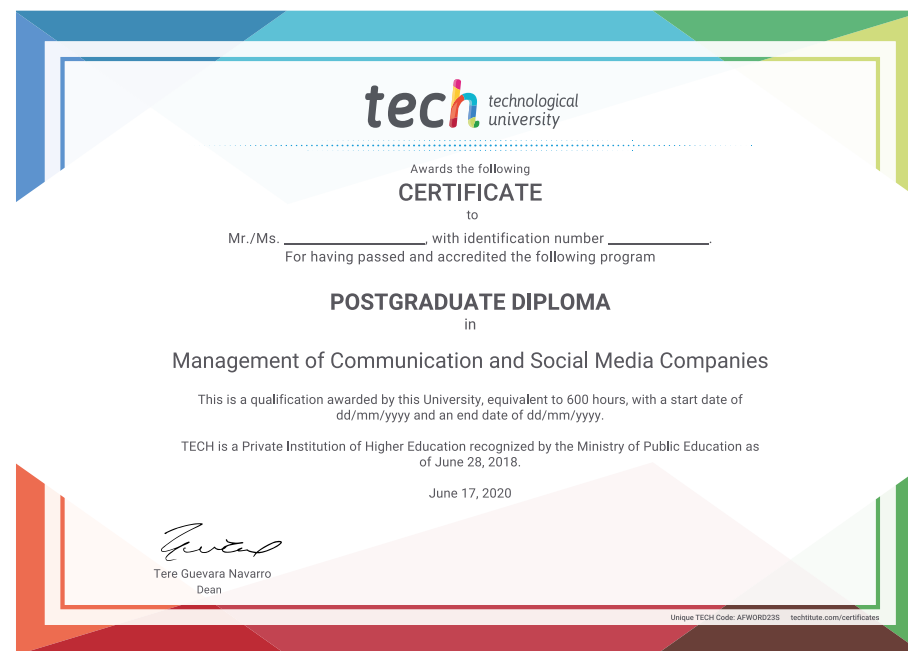 tech technological
university
Awards the following
CERTIFICATE
to
Mr./Ms. ____________________, with identification number ______________.
For having passed and accredited the following program
POSTGRADUATE DIPLOMA
in
Management of Communication and Social Media Companies
This is a qualification awarded by this University, equivalent to 600 hours, with a start date of
dd/mm/yyyy and an end date of dd/mm/yyyy.
TECH is a Private Institution of Higher Education recognized by the Ministry of Public Education as
of June 28, 2018.
June 17, 2020
Tere Guevara Navarro
Dean
Unique TECH Code: AFWORD23S techtitute.com/certificates